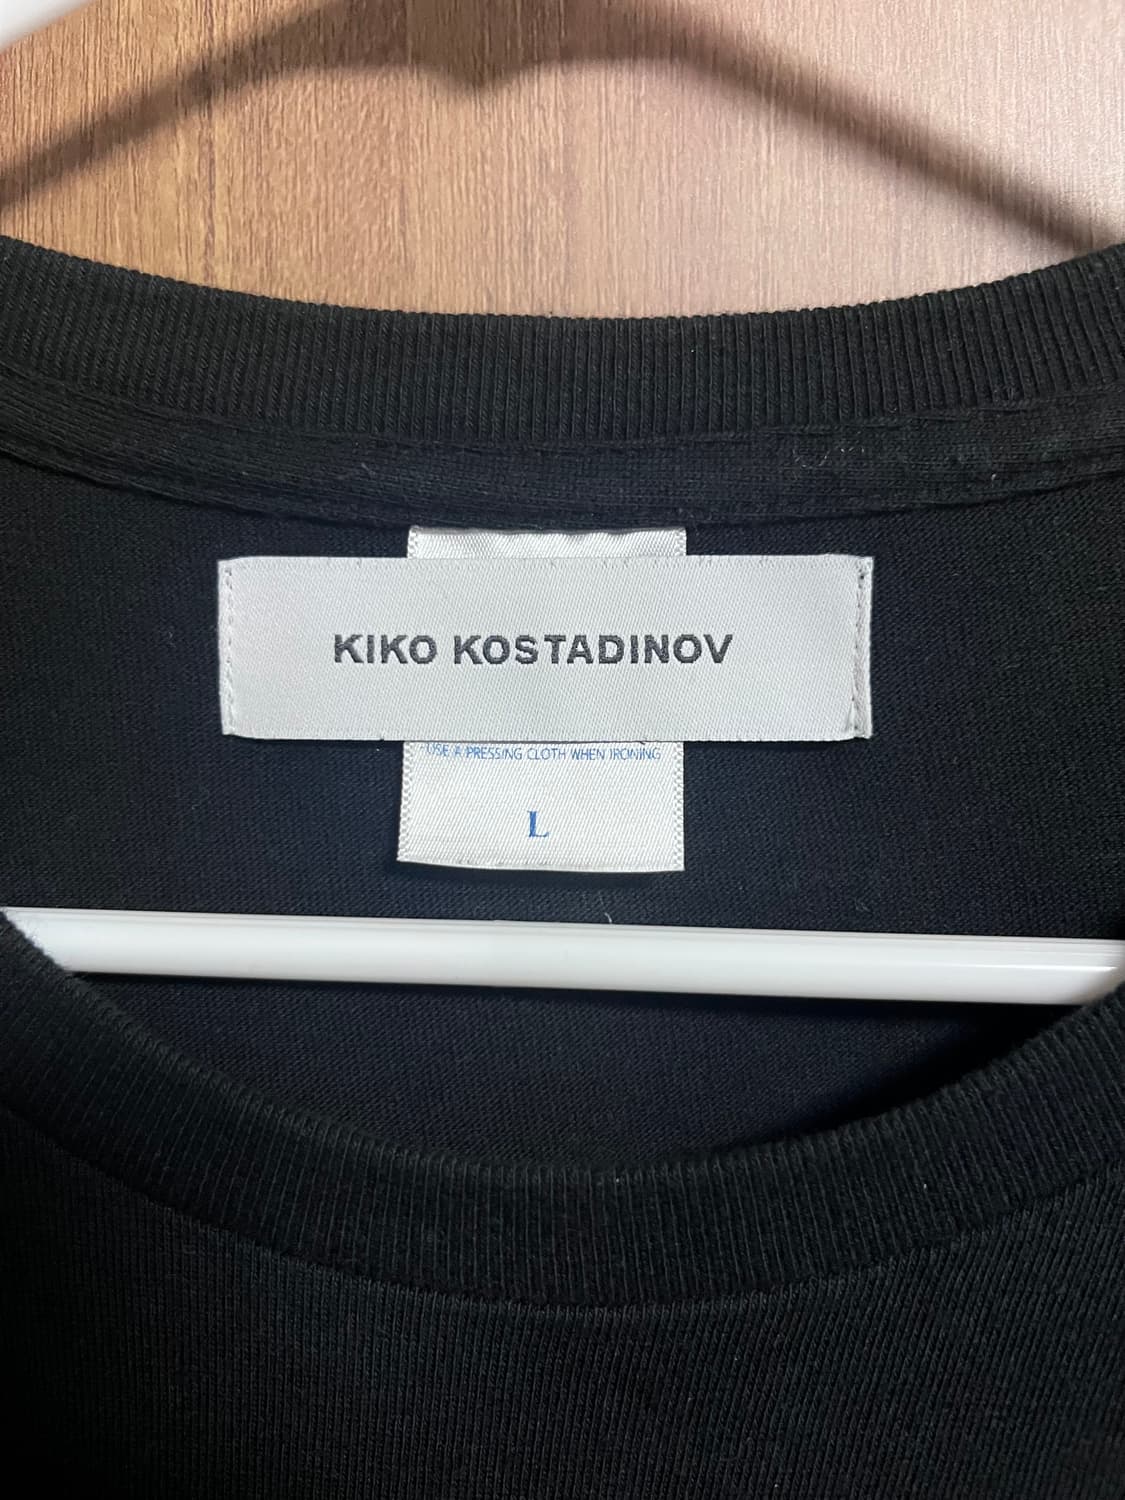 KIKO KOSTADINOV
USE A PRESSING CLOTH WHEN IRONING
L